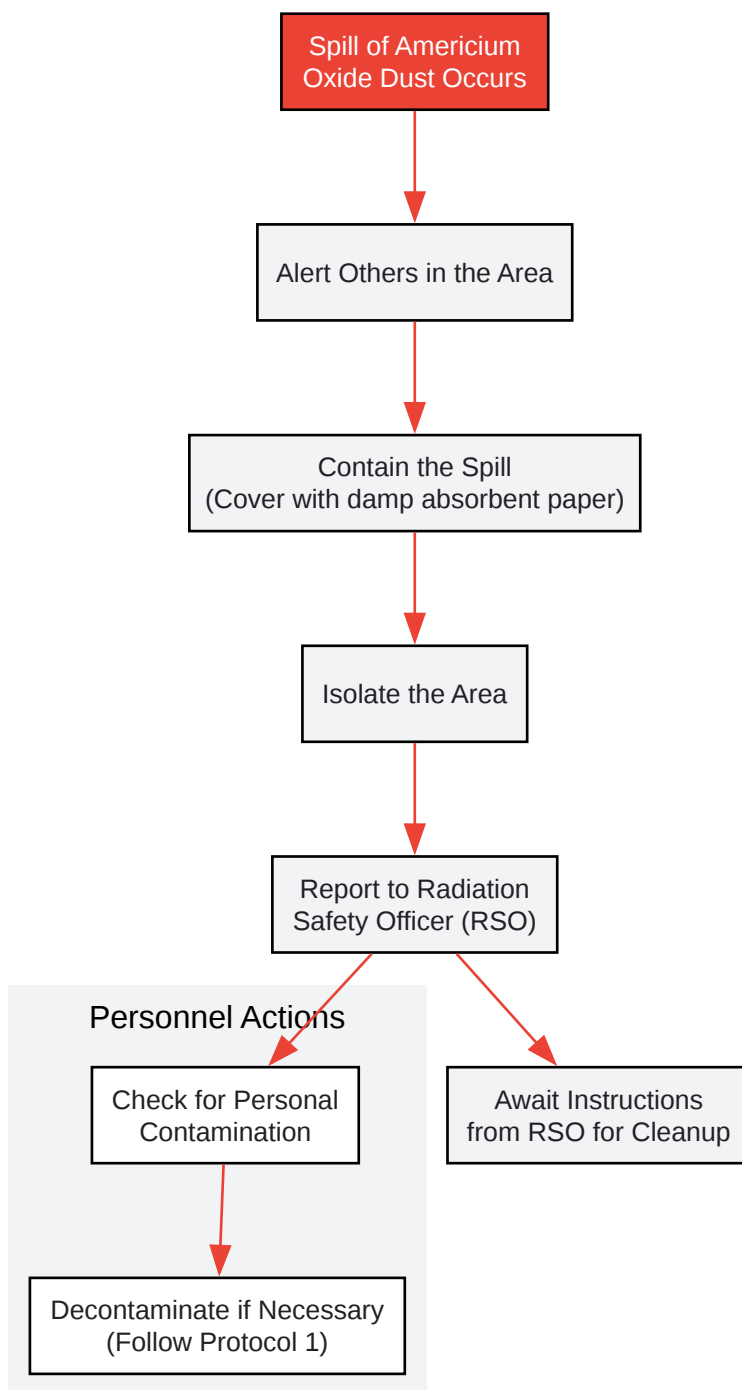 Spill of Americium
Oxide Dust Occurs
Alert Others in the Area
Contain the Spill
(Cover with damp absorbent paper)
Isolate the Area
Report to Radiation
Safety Officer (RSO)
Personnel Actions
Check for Personal
Contamination
Await Instructions
from RSO for Cleanup
Decontaminate if Necessary
(Follow Protocol 1)